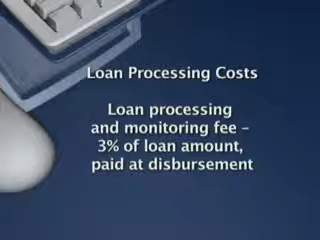 Loan Processing Costs
Loan processing
and monitoring fee –
3% of loan amount,
paid at disbursement